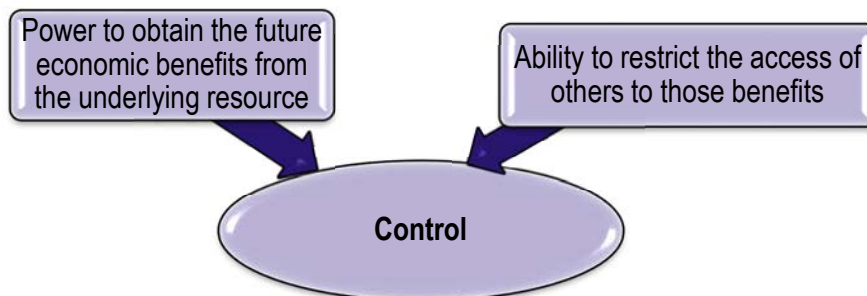 Power to obtain the future
economic benefits from
the underlying resource
Ability to restrict the access of
others to those benefits
Control